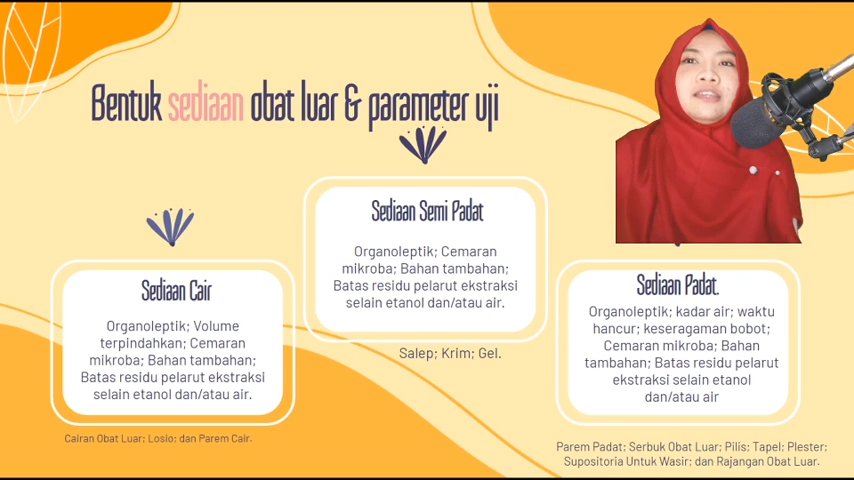 Bentuk sediaan obat luar & parameter uji
Sediaan Cair
Organoleptik; Volume
terpindahkan; Cemaran
mikroba; Bahan tambahan;
Batas residu pelarut ekstraksi
selain etanol dan/atau air.
Cairan Obat Luar; Losio; dan Parem Cair.
Sediaan Semi Padat
Organoleptik; Cemaran
mikroba; Bahan tambahan;
Batas residu pelarut ekstraksi
selain etanol dan/atau air.
Salep; Krim; Gel.
Sediaan Padat.
Organoleptik; kadar air; waktu
hancur; keseragaman bobot;
Cemaran mikroba; Bahan
tambahan; Batas residu pelarut
ekstraksi selain etanol
dan/atau air
Parem Padat; Serbuk Obat Luar; Pilis; Tapel; Plester;
Supositoria Untuk Wasir; dan Rajangan Obat Luar.